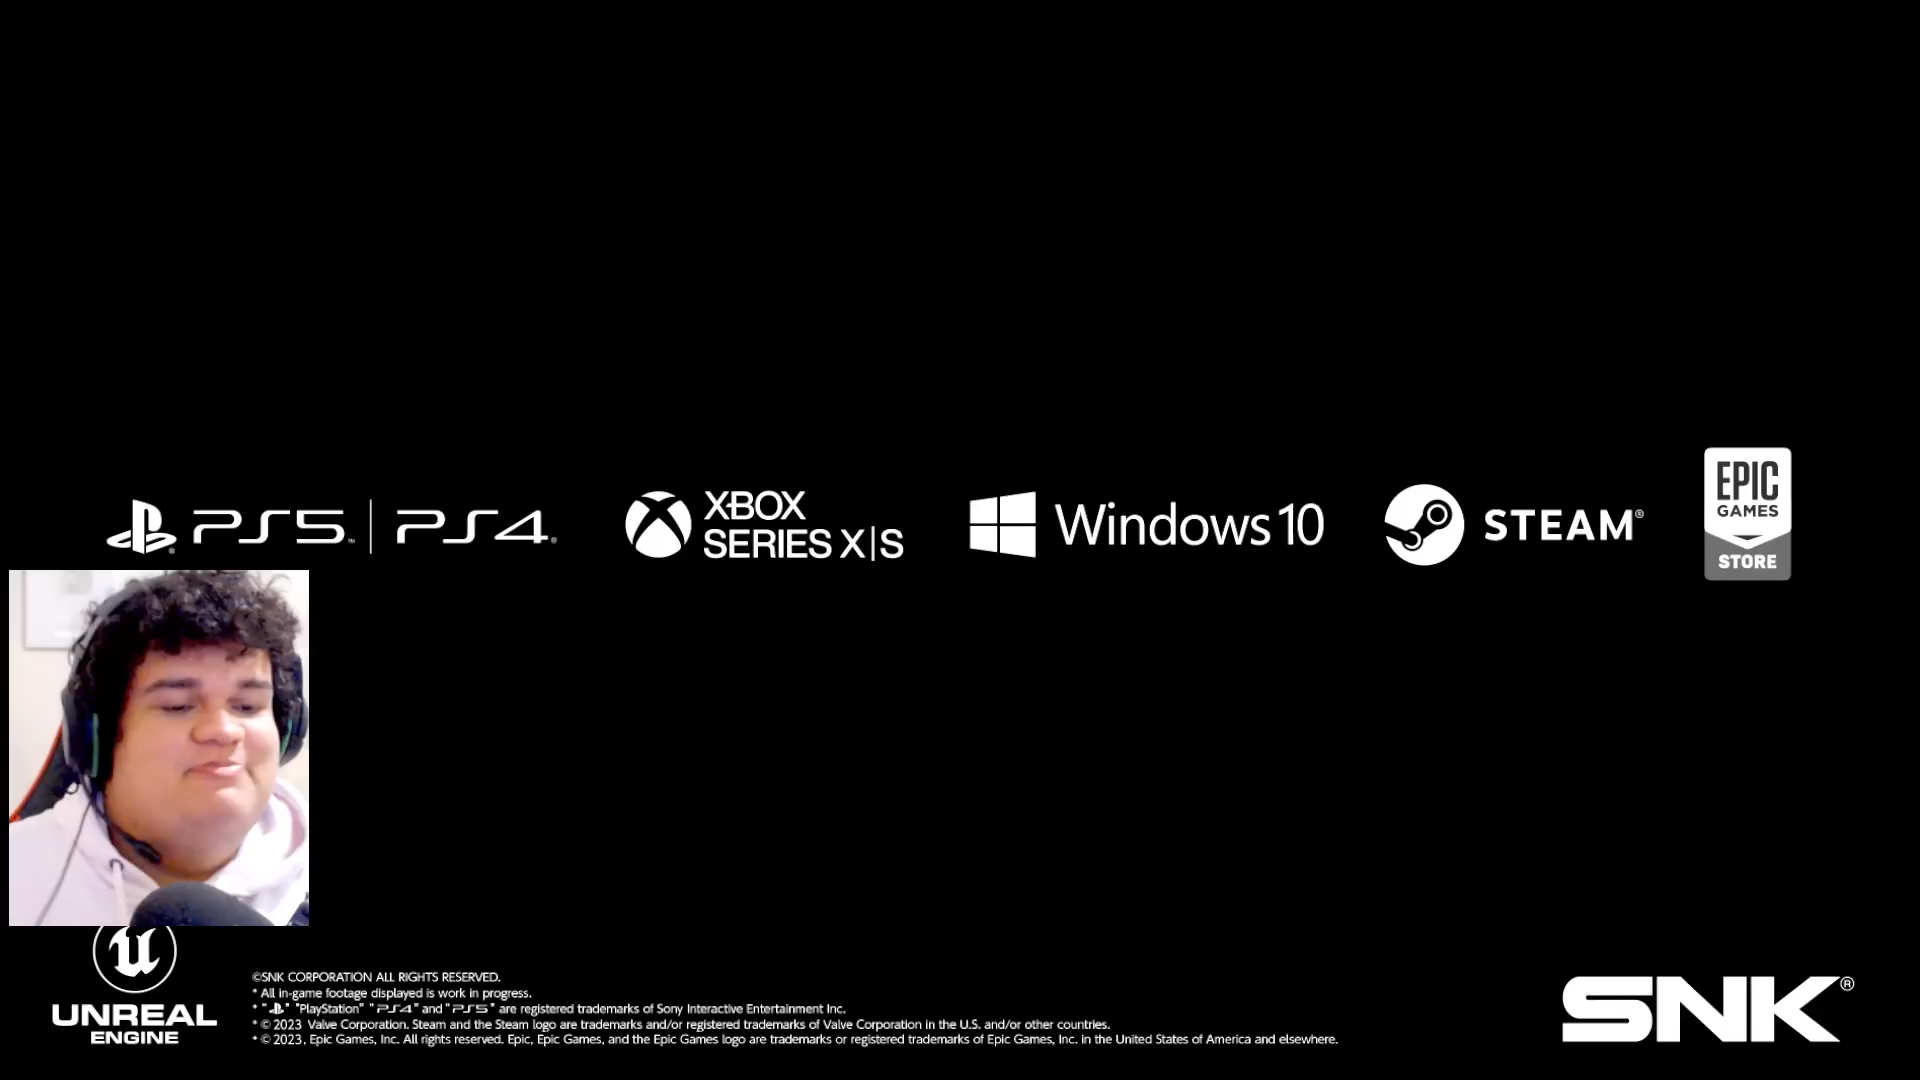 PS5™ | PS4®
XBOX
SERIES X|S
Windows 10
STEAM®
EPIC
GAMES
STORE
UNREAL
ENGINE
©SNK CORPORATION ALL RIGHTS RESERVED.
* All in-game footage displayed is work in progress.
* " " "PlayStation" "PS4" and "PS5" are registered trademarks of Sony Interactive Entertainment Inc.
* © 2023 Valve Corporation. Steam and the Steam logo are trademarks and/or registered trademarks of Valve Corporation in the U.S. and/or other countries.
* © 2023, Epic Games, Inc. All rights reserved. Epic, Epic Games, and the Epic Games logo are trademarks or registered trademarks of Epic Games, Inc. in the United States of America and elsewhere.
SNK®